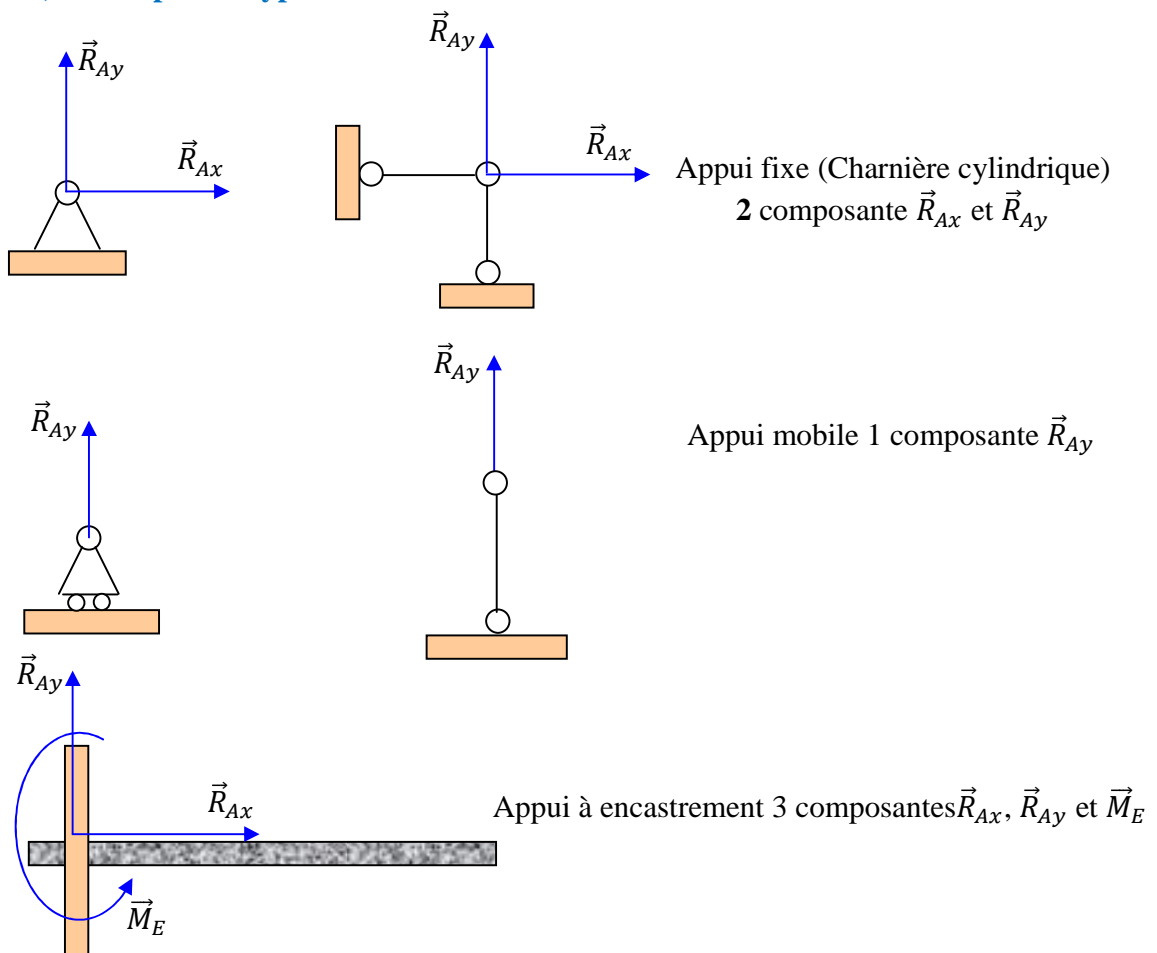 R⃗Ay
R⃗Ax
R⃗Ay
R⃗Ax
Appui fixe (Charnière cylindrique)
2 composante R⃗Ax et R⃗Ay
R⃗Ay
R⃗Ay
Appui mobile 1 composante R⃗Ay
R⃗Ay
R⃗Ax
Appui à encastrement 3 composantesR⃗Ax, R⃗Ay et M⃗E
M⃗E